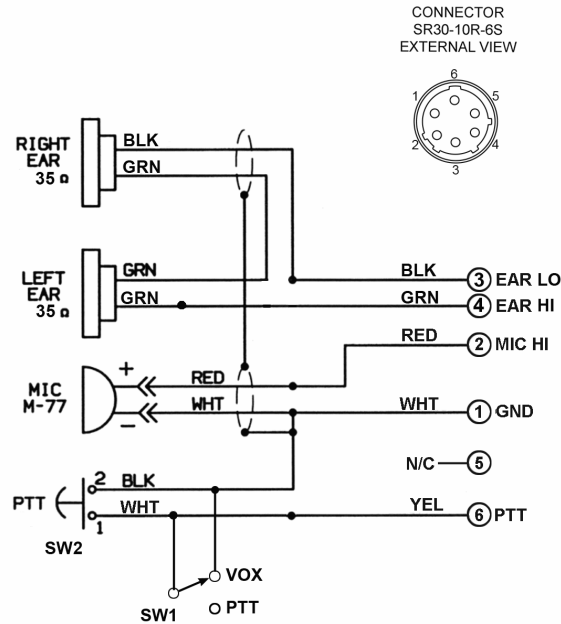 CONNECTOR
SR30-10R-6S
EXTERNAL VIEW
6
1
5
2
4
3
RIGHT
EAR
35 Ω
BLK
GRN
LEFT
EAR
35 Ω
GRN
GRN
BLK
3 EAR LO
GRN
4 EAR HI
RED
2 MIC HI
MIC
M-77
+
RED
–
WHT
WHT
1 GND
N/C
5
PTT
2
BLK
1
WHT
YEL
6 PTT
SW2
VOX
SW1
PTT